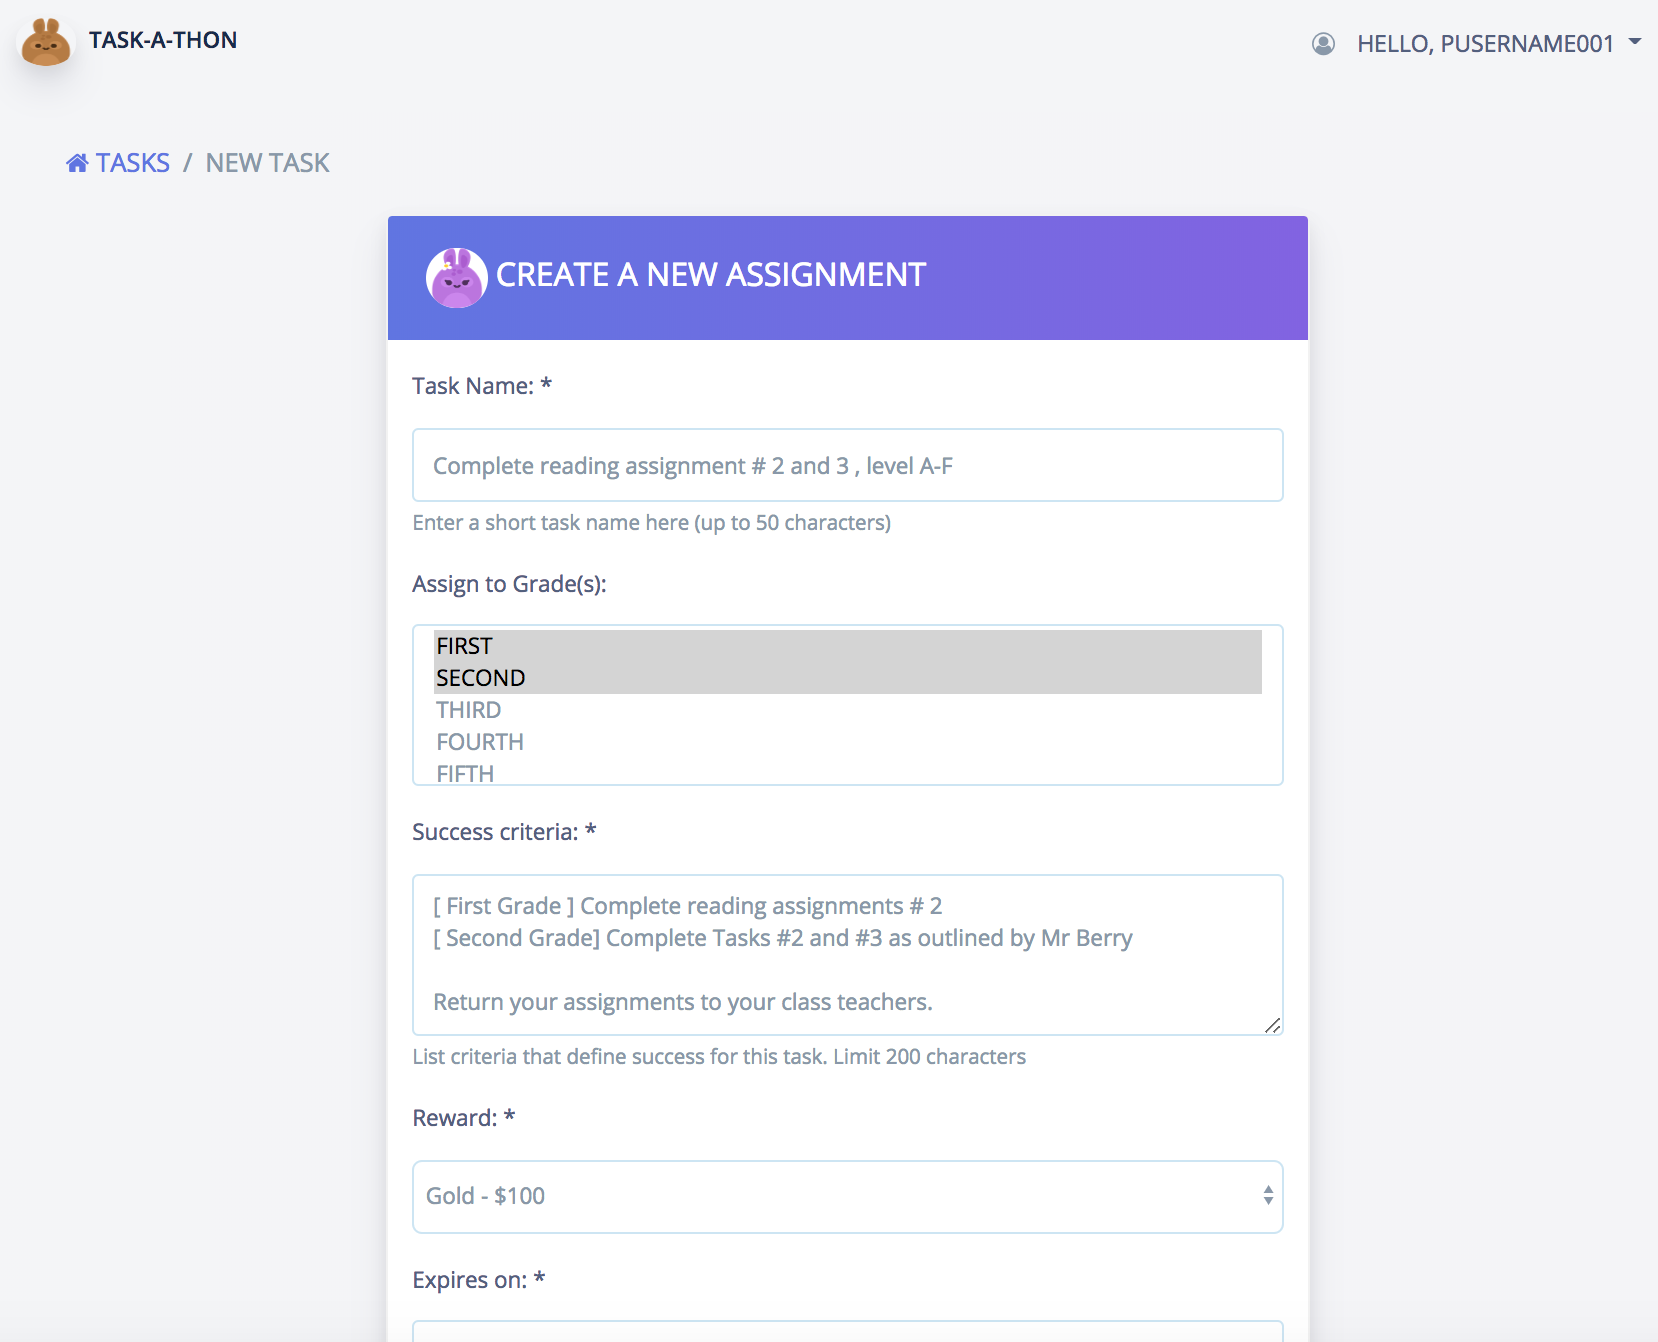 TASK-A-THON
HELLO, PUSERNAME001
TASKS / NEW TASK
CREATE A NEW ASSIGNMENT
Task Name: *
Complete reading assignment # 2 and 3 , level A-F
Enter a short task name here (up to 50 characters)
Assign to Grade(s):
FIRST
SECOND
THIRD
FOURTH
FIFTH
Success criteria: *
[ First Grade ] Complete reading assignments # 2
[ Second Grade] Complete Tasks #2 and #3 as outlined by Mr Berry
Return your assignments to your class teachers.
List criteria that define success for this task. Limit 200 characters
Reward: *
Gold - $100
Expires on: *